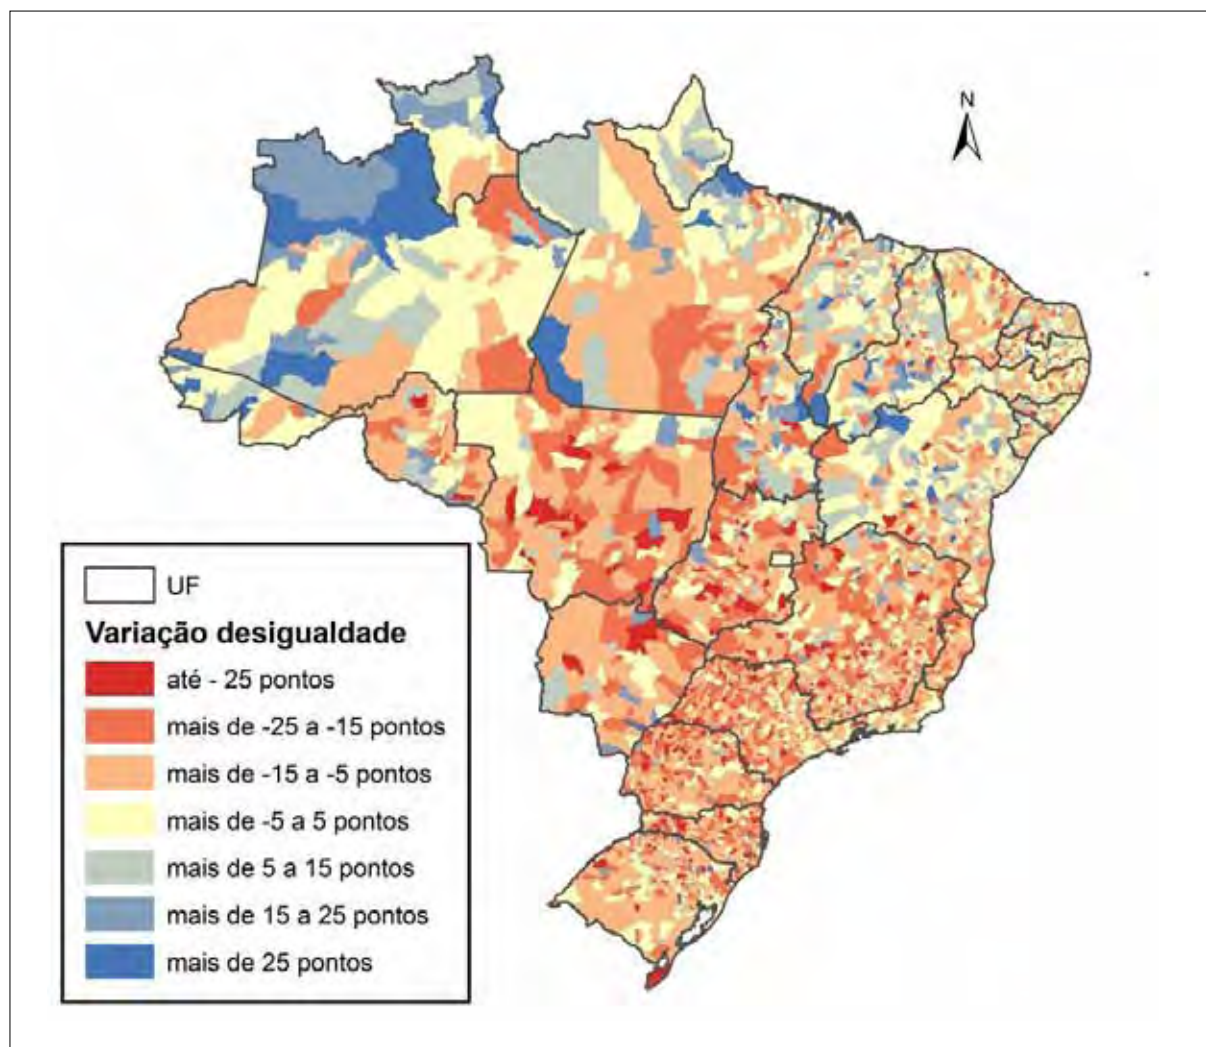 N
UF
Variação desigualdade
até - 25 pontos
mais de -25 a -15 pontos
mais de -15 a -5 pontos
mais de -5 a 5 pontos
mais de 5 a 15 pontos
mais de 15 a 25 pontos
mais de 25 pontos